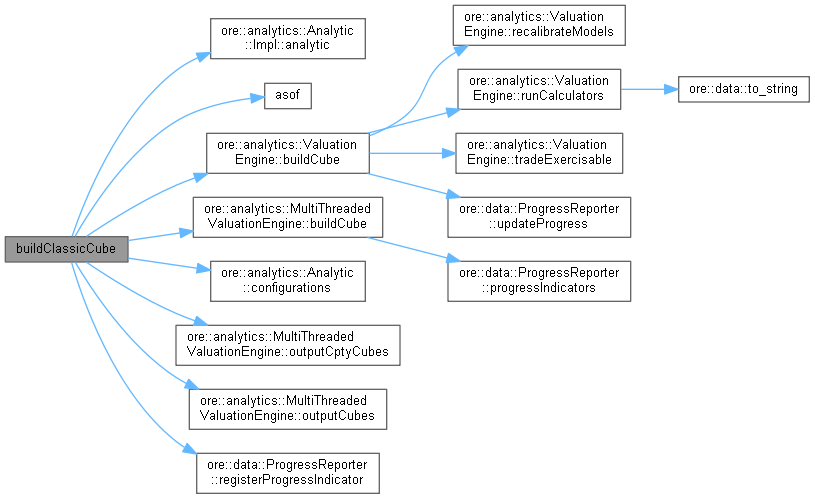 buildClassicCube
ore::analytics::Analytic
::Impl::analytic
asof
ore::analytics::Valuation
Engine::buildCube
ore::analytics::MultiThreaded
ValuationEngine::buildCube
ore::analytics::Analytic
::configurations
ore::analytics::MultiThreaded
ValuationEngine::outputCptyCubes
ore::analytics::MultiThreaded
ValuationEngine::outputCubes
ore::data::ProgressReporter
::registerProgressIndicator
ore::analytics::Valuation
Engine::recalibrateModels
ore::analytics::Valuation
Engine::runCalculators
ore::analytics::Valuation
Engine::tradeExercisable
ore::data::ProgressReporter
::updateProgress
ore::data::ProgressReporter
::progressIndicators
ore::data::to_string